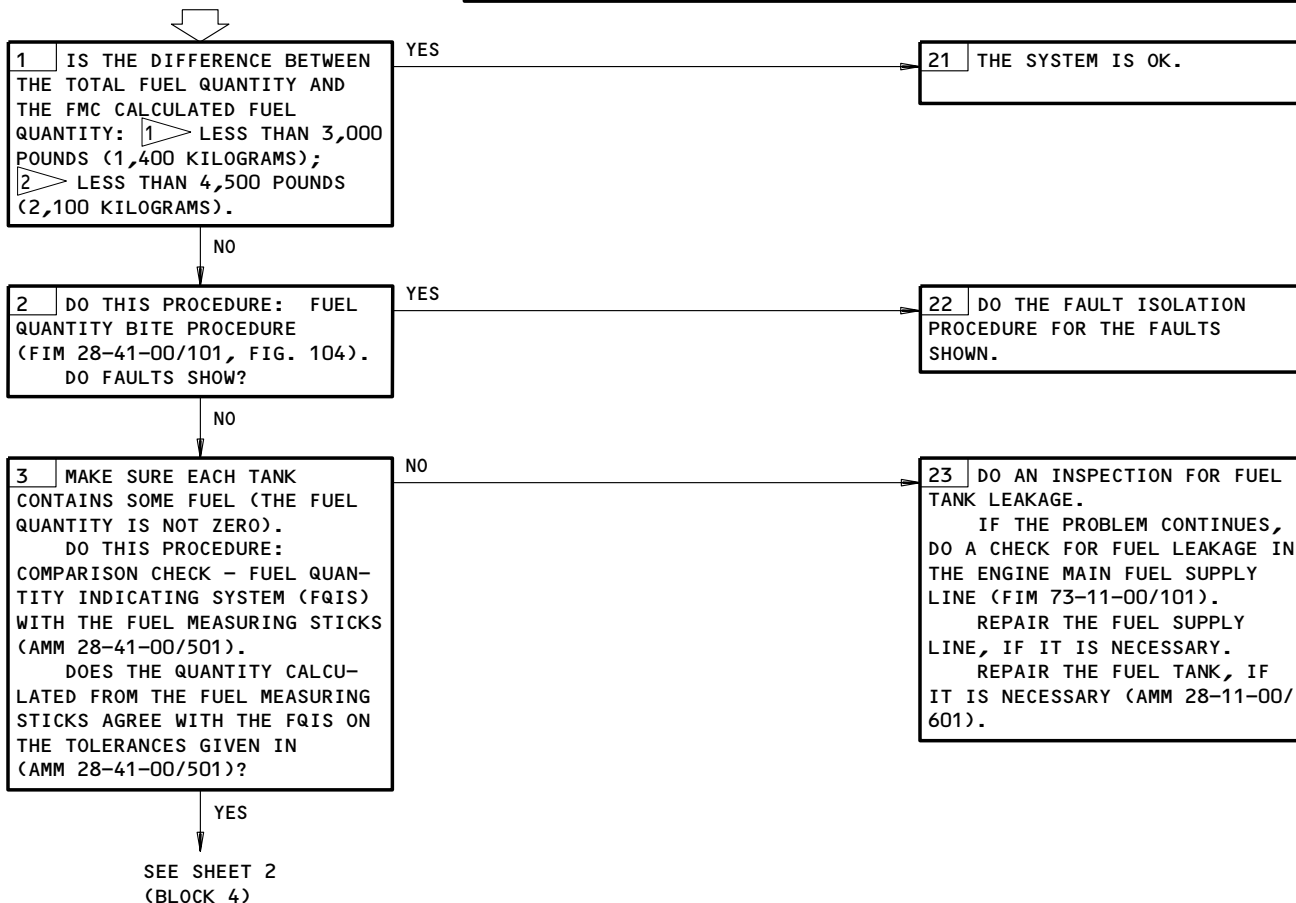 1 IS THE DIFFERENCE BETWEEN
THE TOTAL FUEL QUANTITY AND
THE FMC CALCULATED FUEL
QUANTITY: 1 LESS THAN 3,000
POUNDS (1,400 KILOGRAMS);
2 LESS THAN 4,500 POUNDS
(2,100 KILOGRAMS).
YES
21 THE SYSTEM IS OK.
NO
2 DO THIS PROCEDURE: FUEL
QUANTITY BITE PROCEDURE
(FIM 28-41-00/101, FIG. 104).
DO FAULTS SHOW?
YES
22 DO THE FAULT ISOLATION
PROCEDURE FOR THE FAULTS
SHOWN.
NO
3 MAKE SURE EACH TANK
CONTAINS SOME FUEL (THE FUEL
QUANTITY IS NOT ZERO).
DO THIS PROCEDURE:
COMPARISON CHECK - FUEL QUAN-
TITY INDICATING SYSTEM (FQIS)
WITH THE FUEL MEASURING STICKS
(AMM 28-41-00/501).
DOES THE QUANTITY CALCU-
LATED FROM THE FUEL MEASURING
STICKS AGREE WITH THE FQIS ON
THE TOLERANCES GIVEN IN
(AMM 28-41-00/501)?
NO
23 DO AN INSPECTION FOR FUEL
TANK LEAKAGE.
IF THE PROBLEM CONTINUES,
DO A CHECK FOR FUEL LEAKAGE IN
THE ENGINE MAIN FUEL SUPPLY
LINE (FIM 73-11-00/101).
REPAIR THE FUEL SUPPLY
LINE, IF IT IS NECESSARY.
REPAIR THE FUEL TANK, IF
IT IS NECESSARY (AMM 28-11-00/
601).
YES
SEE SHEET 2
(BLOCK 4)